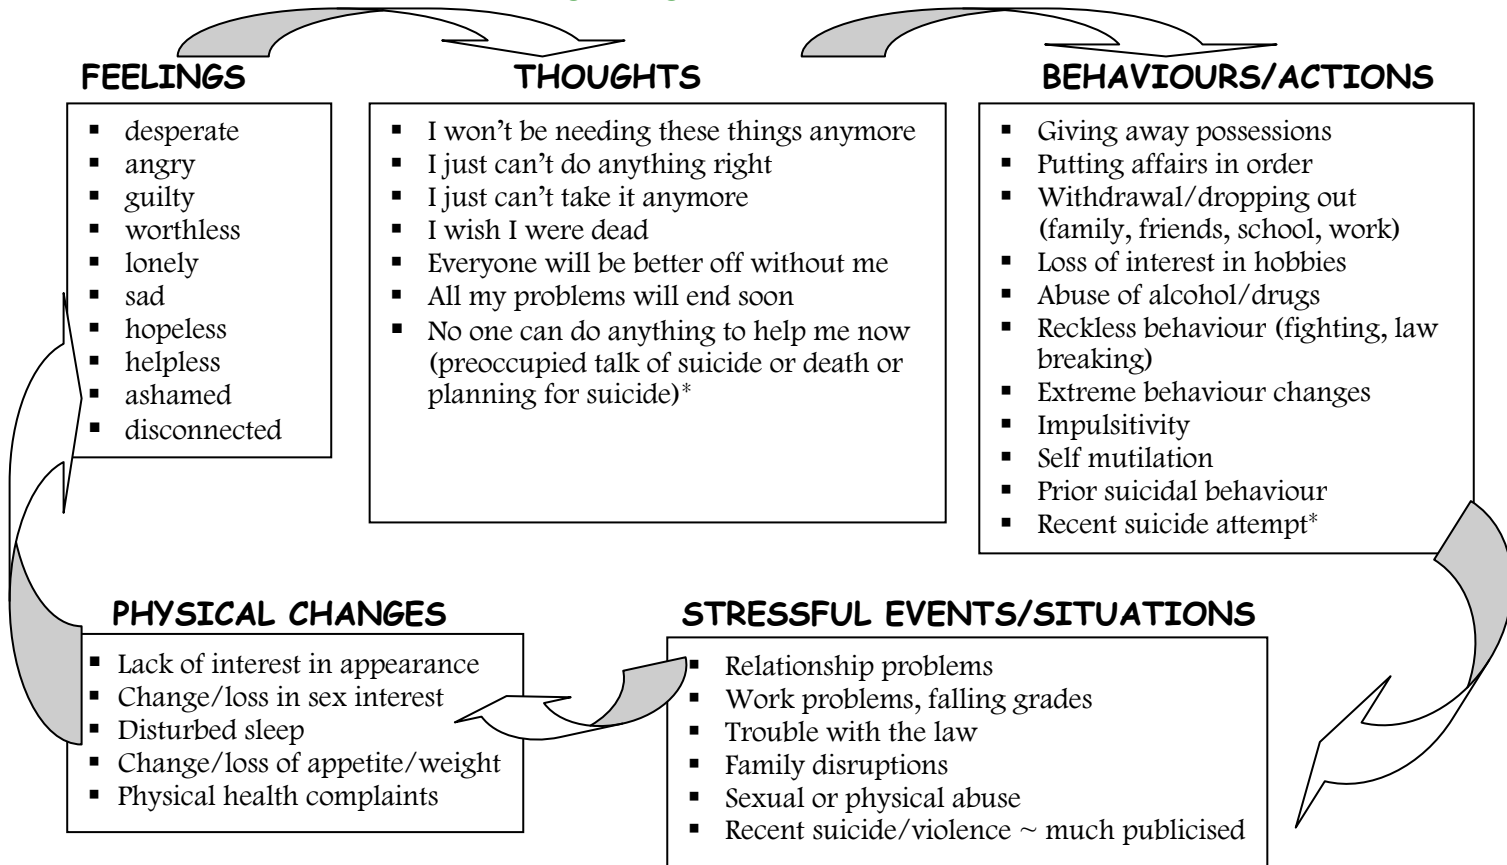 FEELINGS
▪ desperate
▪ angry
▪ guilty
▪ worthless
▪ lonely
▪ sad
▪ hopeless
▪ helpless
▪ ashamed
▪ disconnected
THOUGHTS
▪ I won't be needing these things anymore
▪ I just can't do anything right
▪ I just can't take it anymore
▪ I wish I were dead
▪ Everyone will be better off without me
▪ All my problems will end soon
▪ No one can do anything to help me now
(preoccupied talk of suicide or death or
planning for suicide)*
BEHAVIOURS/ACTIONS
▪ Giving away possessions
▪ Putting affairs in order
▪ Withdrawal/dropping out
(family, friends, school, work)
▪ Loss of interest in hobbies
▪ Abuse of alcohol/drugs
▪ Reckless behaviour (fighting, law
breaking)
▪ Extreme behaviour changes
▪ Impulsitivity
▪ Self mutilation
▪ Prior suicidal behaviour
▪ Recent suicide attempt*
PHYSICAL CHANGES
▪ Lack of interest in appearance
▪ Change/loss in sex interest
▪ Disturbed sleep
▪ Change/loss of appetite/weight
▪ Physical health complaints
STRESSFUL EVENTS/SITUATIONS
▪ Relationship problems
▪ Work problems, falling grades
▪ Trouble with the law
▪ Family disruptions
▪ Sexual or physical abuse
▪ Recent suicide/violence ~ much publicised